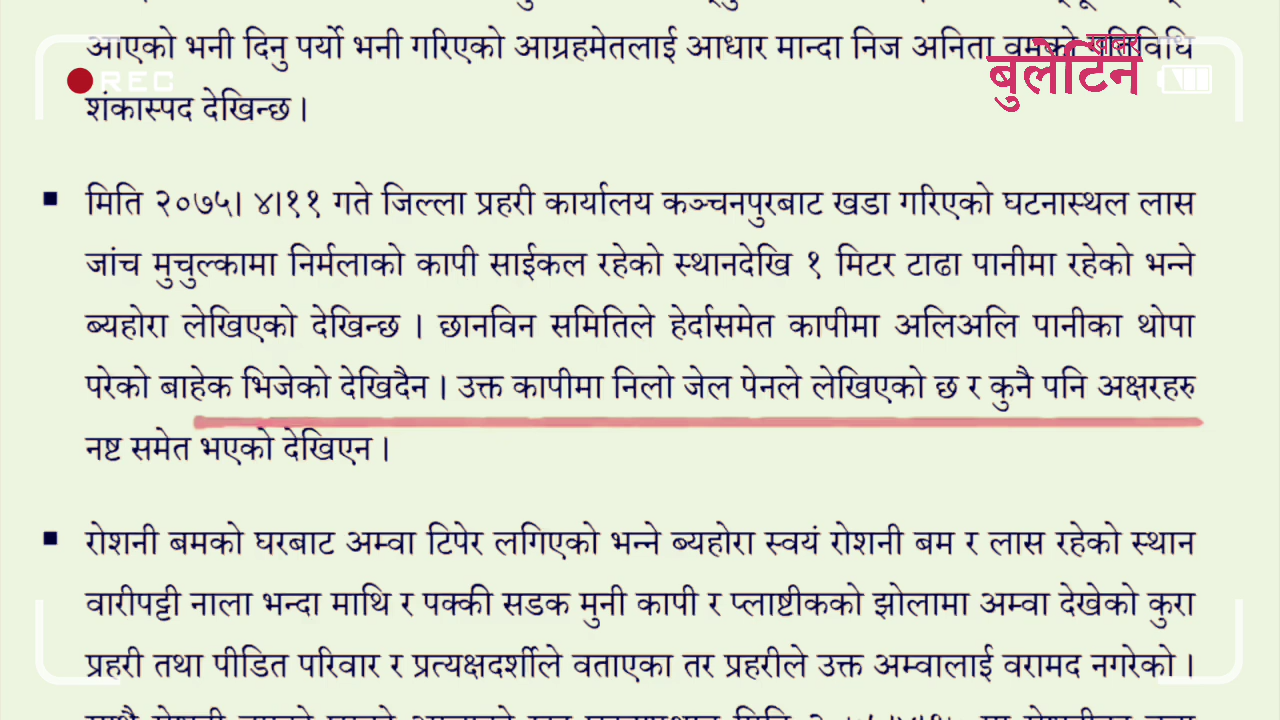 आएको भनी दिनु पर्यो भनी गरिएको आग्रहमेतलाई आधार मान्दा निज अनिता वमको गतिविधि
खबर
बुलेटिन
REC
शंकास्पद देखिन्छ।
▪ मिति २०७५। ४।११ गते जिल्ला प्रहरी कार्यालय कञ्चनपुरबाट खडा गरिएको घटनास्थल लास
जांच मुचुल्कामा निर्मलाको कापी साईकल रहेको स्थानदेखि १ मिटर टाढा पानीमा रहेको भन्ने
ब्यहोरा लेखिएको देखिन्छ । छानविन समितिले हेर्दासमेत कापीमा अलिअलि पानीका थोपा
परेको बाहेक भिजेको देखिदैन । उक्त कापीमा निलो जेल पेनले लेखिएको छ र कुनै पनि अक्षरहरु
नष्ट समेत भएको देखिएन ।
▪ रोशनी बमको घरबाट अम्वा टिपेर लगिएको भन्ने ब्यहोरा स्वयं रोशनी बम र लास रहेको स्थान
वारीपट्टी नाला भन्दा माथि र पक्की सडक मुनी कापी र प्लाष्टीकको झोलामा अम्वा देखेको कुरा
प्रहरी तथा पीडित परिवार र प्रत्यक्षदर्शीले वताएका तर प्रहरीले उक्त अम्वालाई वरामद नगरेको ।